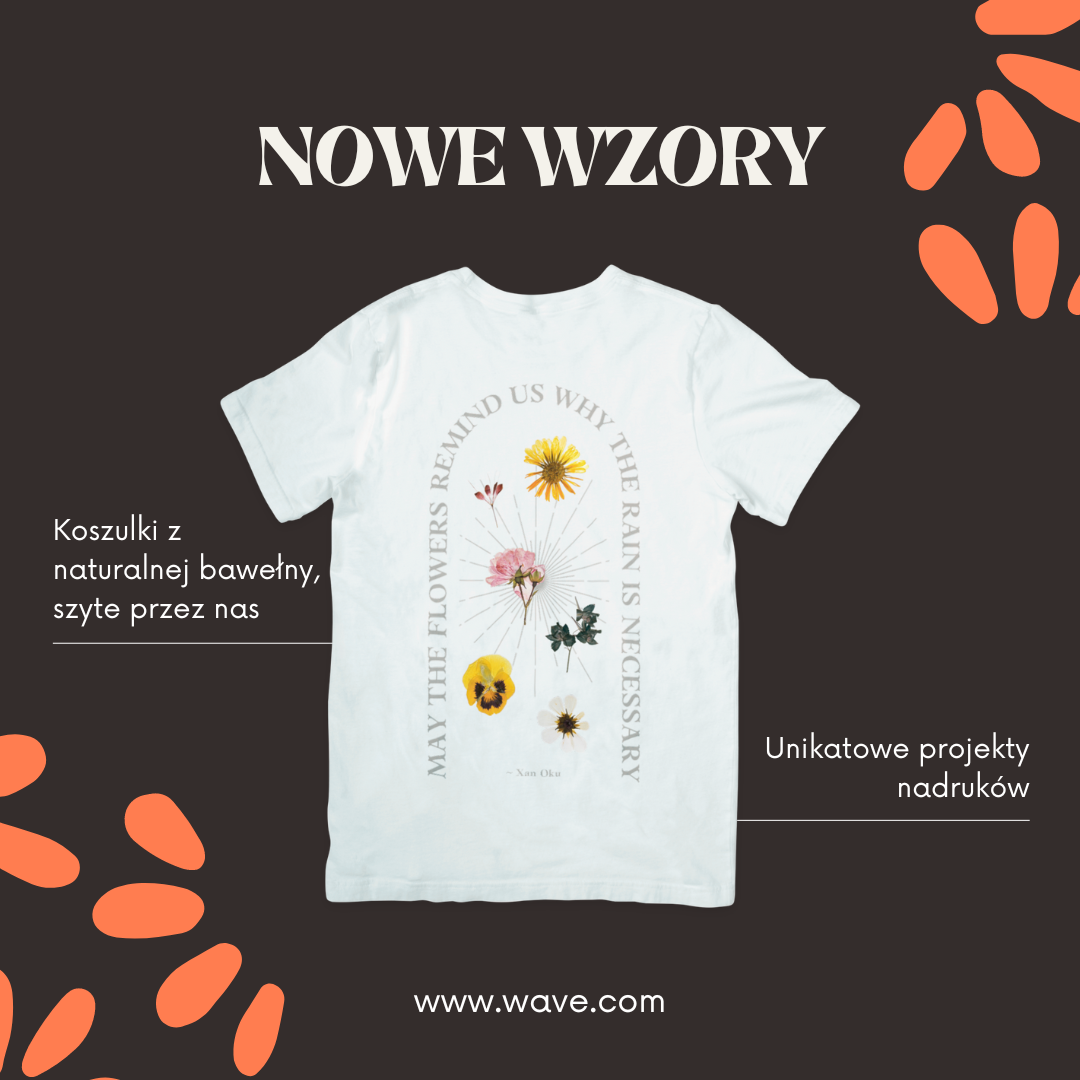 NOWE WZORY
MAY THE FLOWERS REMIND US WHY THE RAIN IS NECESSARY
~ Xan Oku
Koszulki z
naturalnej bawełny,
szyte przez nas
Unikatowe projekty
nadruków
www.wave.com